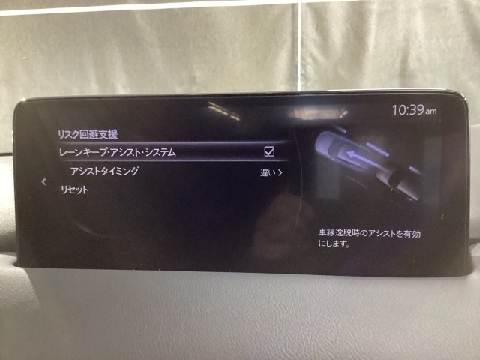 10:39am
リスク回避支援
レーンキープ・アシスト・システム
アシストタイミング
遅い
リセット
車線逸脱時のアシストを有効
にします。